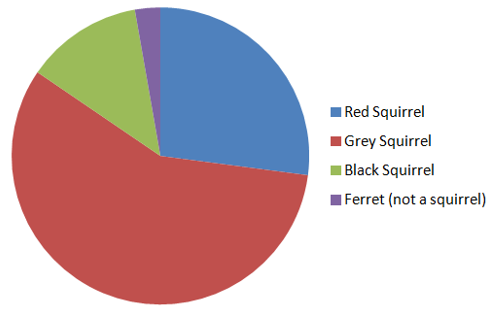 Red Squirrel
Grey Squirrel
Black Squirrel
Ferret (not a squirrel)